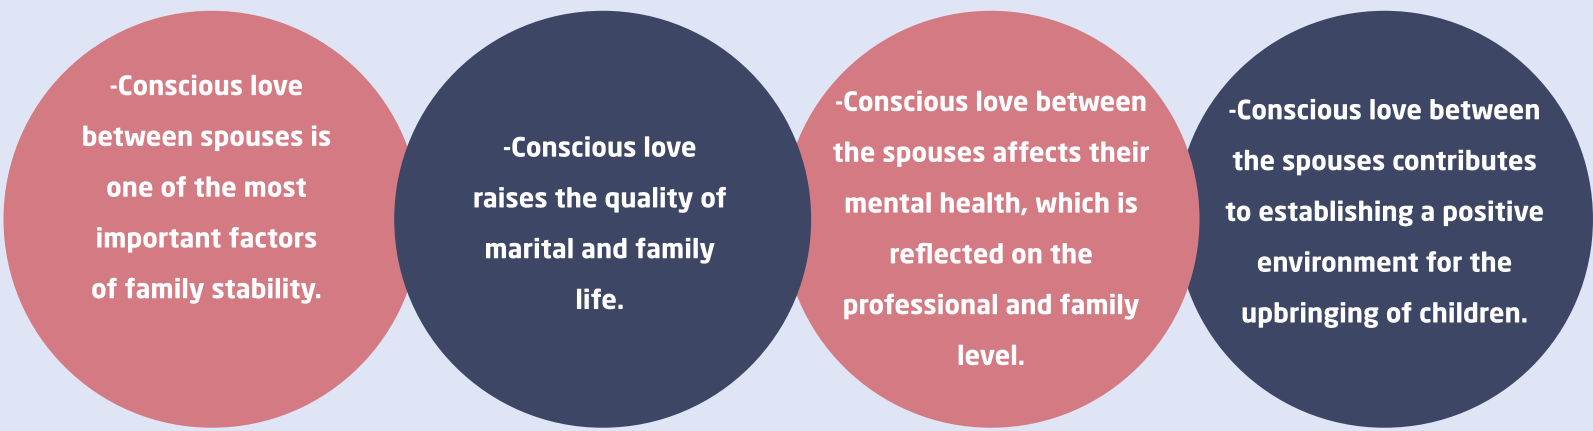 -Conscious love
between spouses is
one of the most
important factors
of family stability.
-Conscious love
raises the quality of
marital and family
life.
-Conscious love between
the spouses affects their
mental health, which is
reflected on the
professional and family
level.
-Conscious love between
the spouses contributes
to establishing a positive
environment for the
upbringing of children.